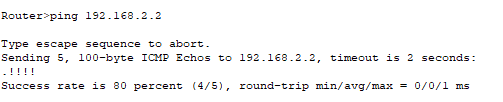 Router>ping 192.168.2.2
Type escape sequence to abort.
Sending 5, 100-byte ICMP Echos to 192.168.2.2, timeout is 2 seconds:
.!!!!
Success rate is 80 percent (4/5), round-trip min/avg/max = 0/0/1 ms